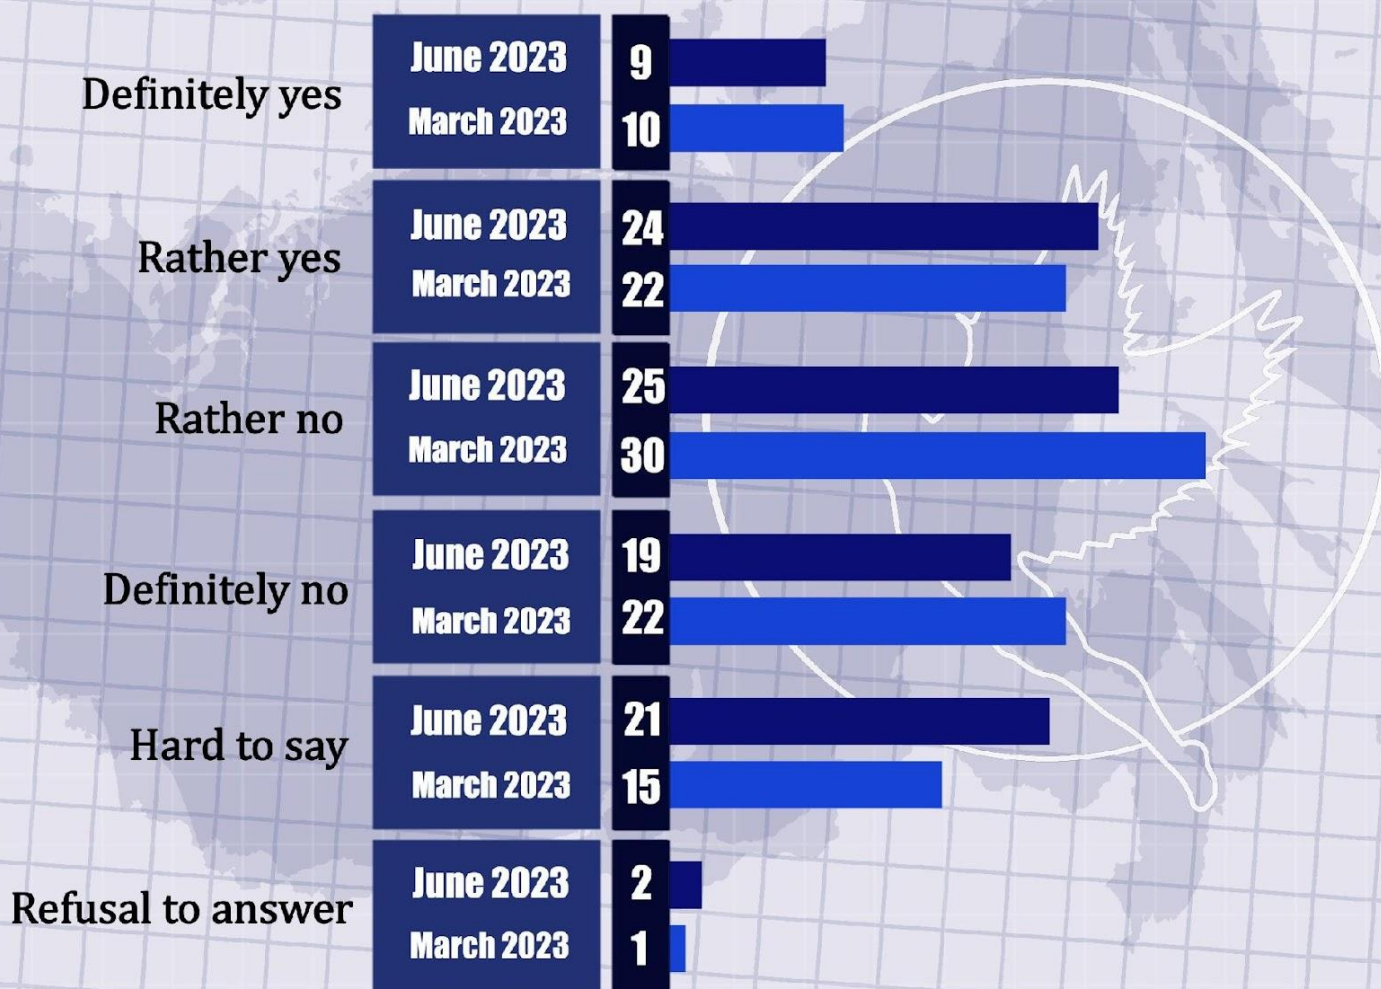 Definitely yes
June 2023 9
March 2023 10
Rather yes
June 2023 24
March 2023 22
Rather no
June 2023 25
March 2023 30
Definitely no
June 2023 19
March 2023 22
Hard to say
June 2023 21
March 2023 15
Refusal to answer
June 2023 2
March 2023 1